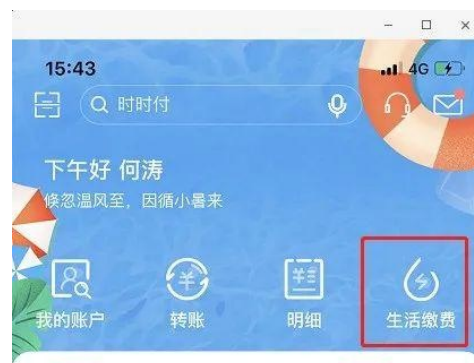 15:43
4G
时时付
下午好 何涛
倏忽温风至，因循小暑来
我的账户 转账 明细 生活缴费